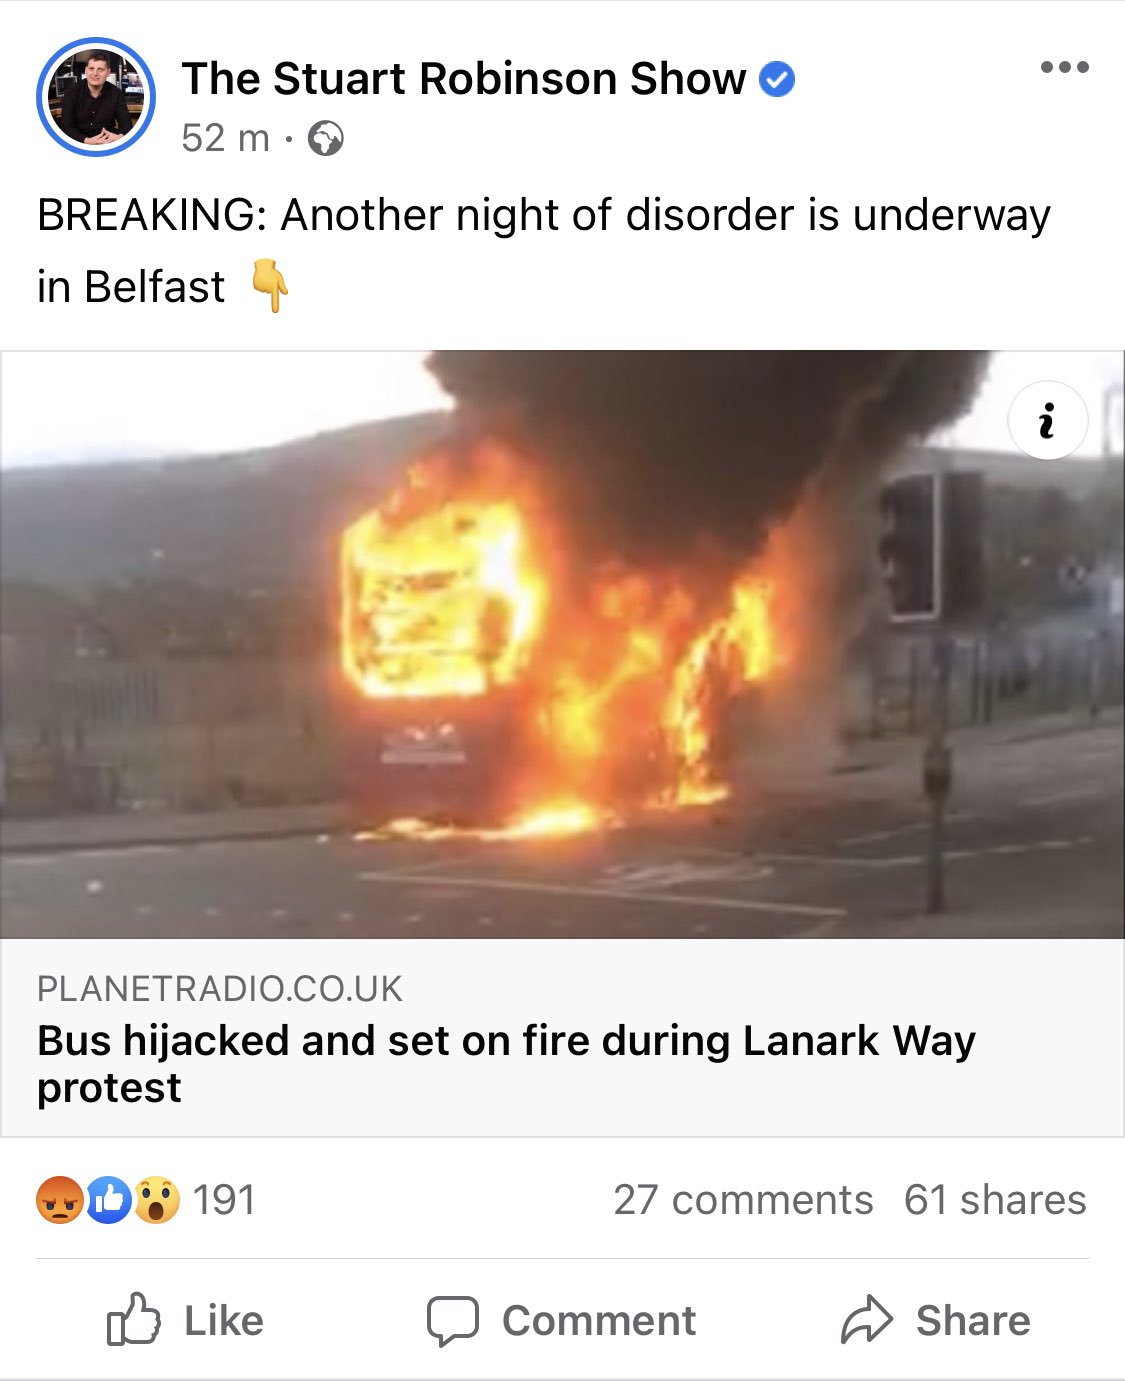 The Stuart Robinson Show
52 m ·
BREAKING: Another night of disorder is underway
in Belfast 👇
i
PLANETRADIO.CO.UK
Bus hijacked and set on fire during Lanark Way
protest
191 27 comments 61 shares
Like Comment Share